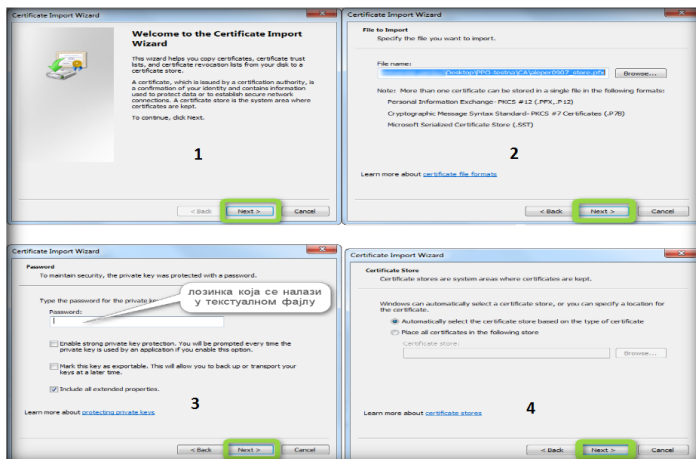 Certificate Import Wizard
Welcome to the Certificate Import
Wizard
This wizard helps you copy certificates, certificate trust
lists, and certificate revocation lists from your disk to a
certificate store.
A certificate, which is issued by a certification authority, is
a confirmation of your identity and contains information
used to protect data or to establish secure network
connections. A certificate store is the system area where
certificates are kept.
To continue, click Next.
1
< Back
Next >
Cancel
Certificate Import Wizard
File to Import
Specify the file you want to import.
File name:
Browse...
Note: More than one certificate can be stored in a single file in the following formats:
Personal Information Exchange- PKCS #12 (.PFX,.P12)
Cryptographic Message Syntax Standard- PKCS #7 Certificates (.P7B)
Microsoft Serialized Certificate Store (.SST)
2
Learn more about certificate file formats
< Back
Next >
Cancel
Certificate Import Wizard
Password
To maintain security, the private key was protected with a password.
Type the password for the private
лозинка која се налази
у текстуалном фајлу
Password:
Enable strong private key protection. You will be prompted every time the
private key is used by an application if you enable this option.
Mark this key as exportable. This will allow you to back up or transport your
keys at a later time.
Include all extended properties.
3
Learn more about protecting private keys
< Back
Next >
Cancel
Certificate Import Wizard
Certificate Store
Certificate stores are system areas where certificates are kept.
Windows can automatically select a certificate store, or you can specify a location for
the certificate.
Automatically select the certificate store based on the type of certificate
Place all certificates in the following store
Certificate store:
Browse...
4
Learn more about certificate stores
< Back
Next >
Cancel